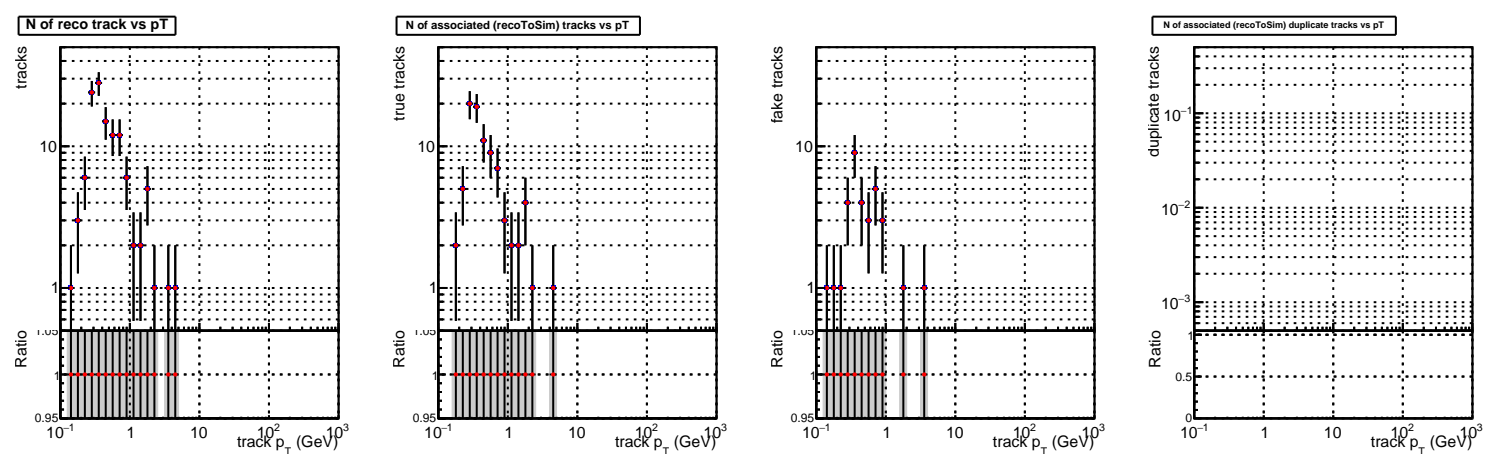 N of reco track vs pT
tracks
10
1
Ratio
1.05
1
0.95
10⁻¹ 1 10 10² 10³
track p_T (GeV)
N of associated (recoToSim) tracks vs pT
true tracks
10
1
Ratio
1.05
1
0.95
10⁻¹ 1 10 10² 10³
track p_T (GeV)
fake tracks
10
1
Ratio
1.05
1
0.95
10⁻¹ 1 10 10² 10³
track p_T (GeV)
N of associated (recoToSim) duplicate tracks vs pT
duplicate tracks
10⁻¹
10⁻²
10⁻³
Ratio
1
0.5
0
10⁻¹ 1 10 10² 10³
track p_T (GeV)